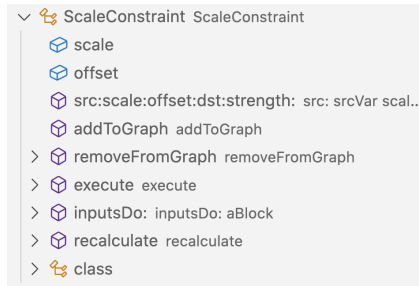 ScaleConstraint ScaleConstraint
scale
offset
src:scale:offset:dst:strength: src: srcVar scal...
addToGraph addToGraph
removeFromGraph removeFromGraph
execute execute
inputsDo: inputsDo: aBlock
recalculate recalculate
class